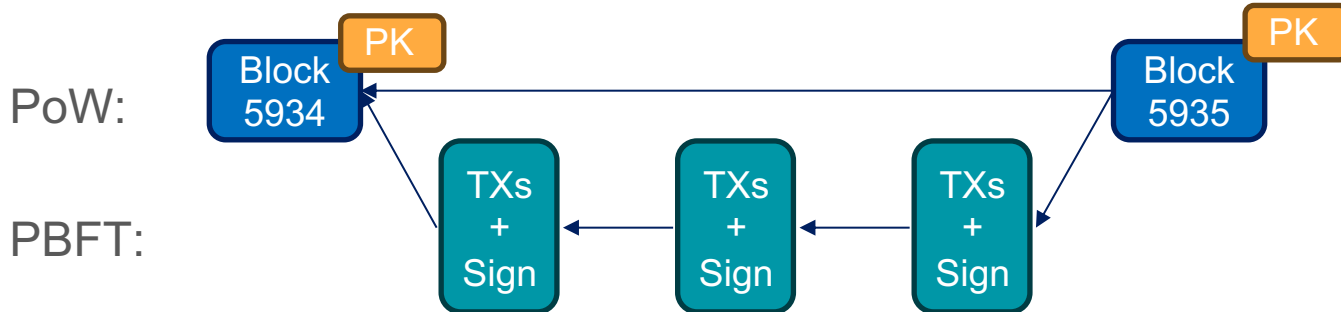 PK
PK
PoW:
Block
5934
Block
5935
PBFT:
TXs
+
Sign
TXs
+
Sign
TXs
+
Sign